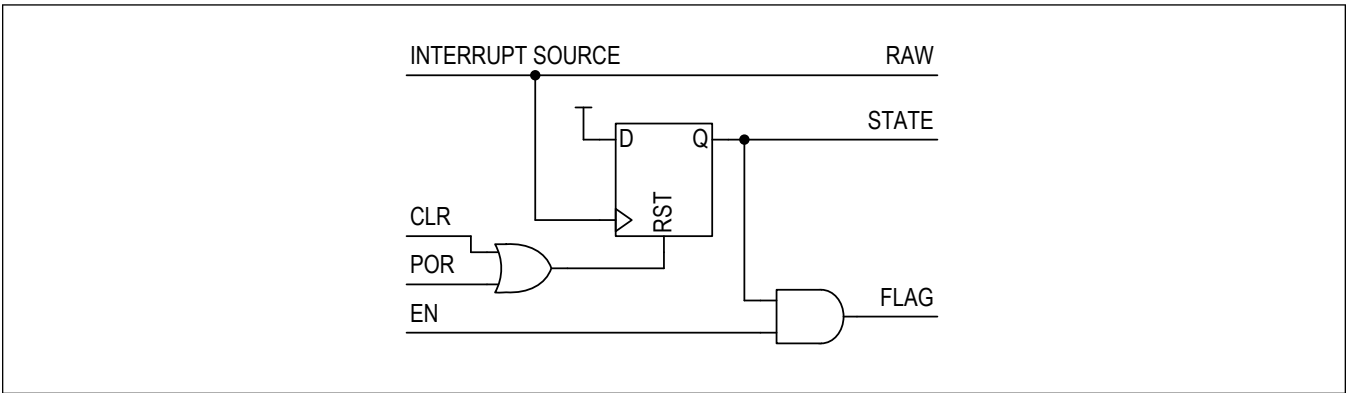 INTERRUPT SOURCE
RAW
STATE
D
Q
RST
CLR
POR
EN
FLAG